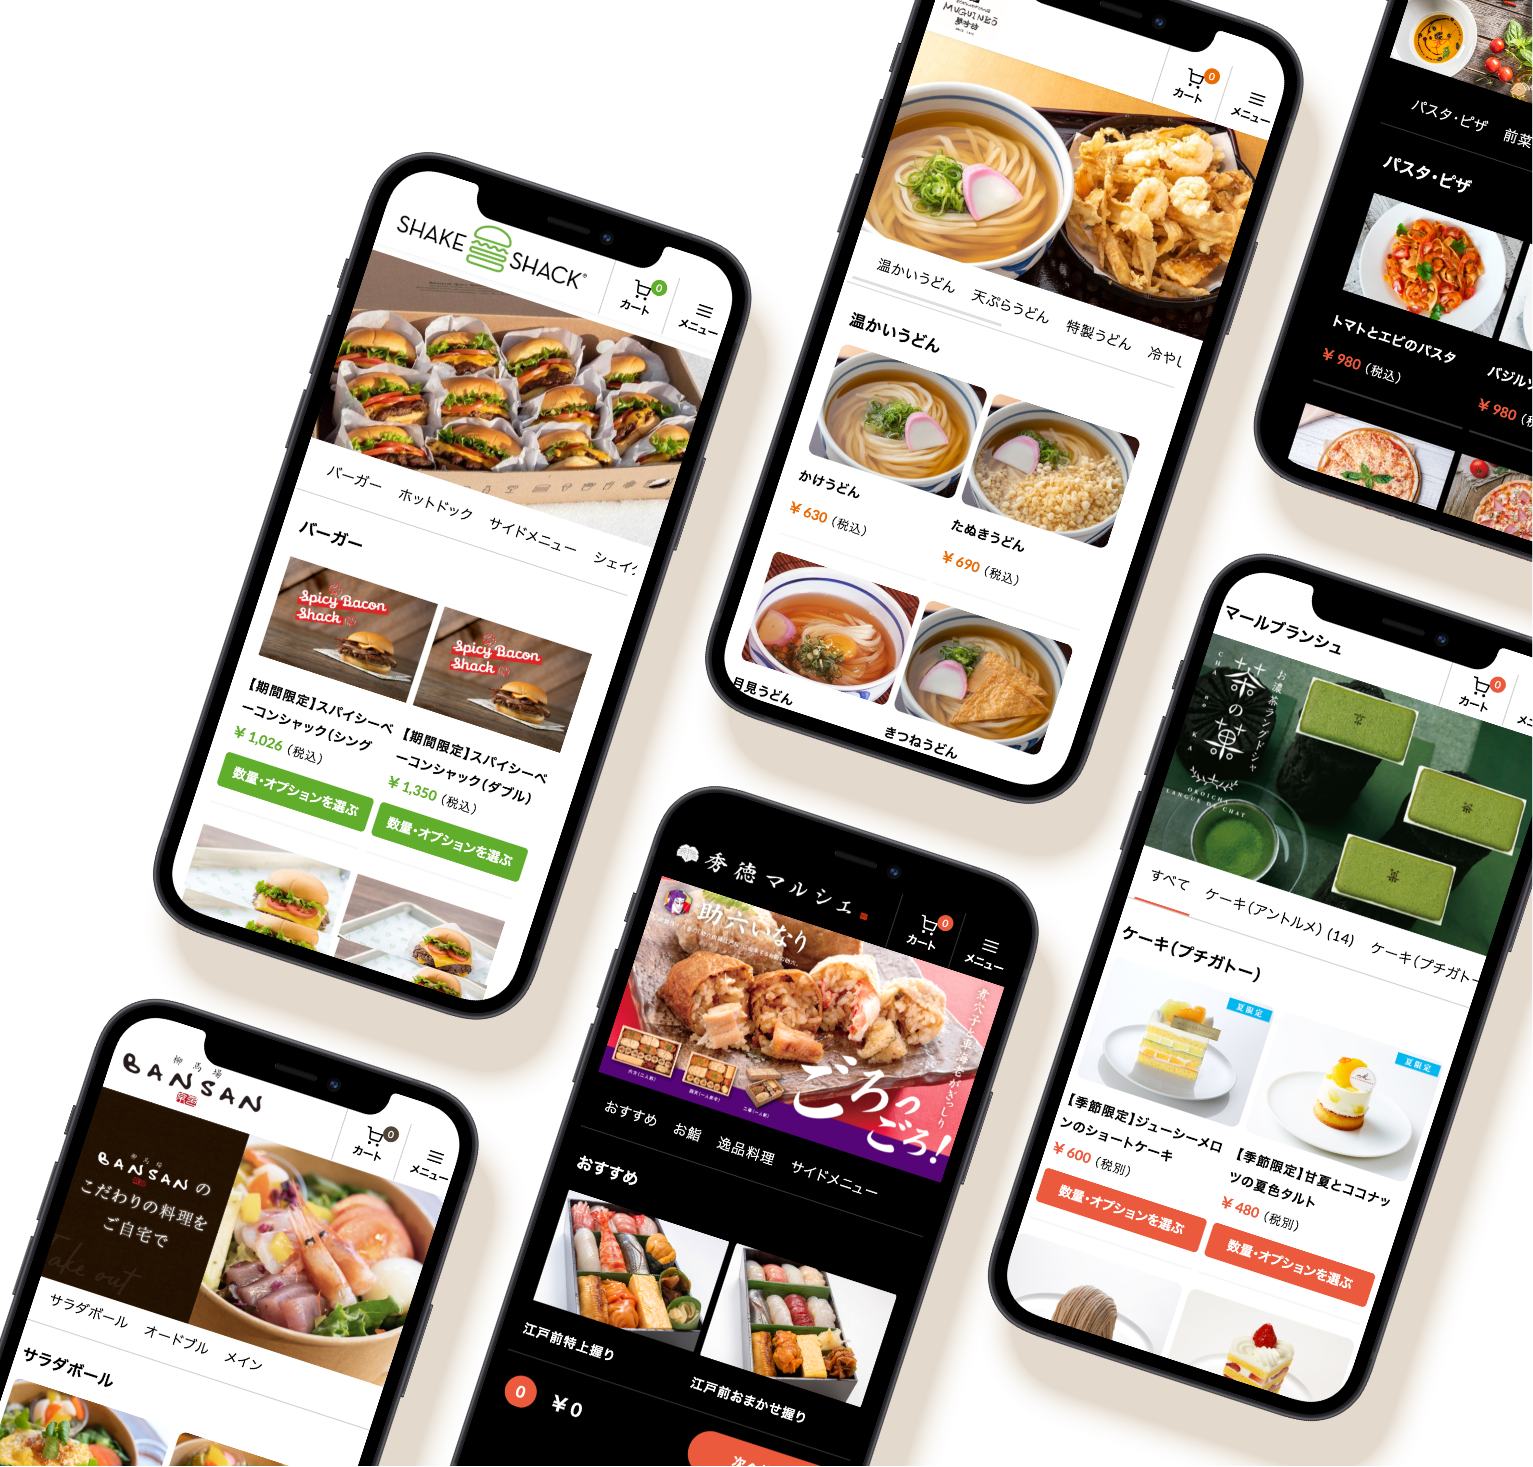 SHAKE SHACK
カート
0
メニュー
バーガー
ホットドック
サイドメニュー
バーガー
Spicy Bacon
Shack
Spicy Bacon
Shack
【期間限定】スパイシーベ
ーコンシャック(シング
¥ 1,026 (税込)
数量・オプションを選ぶ
【期間限定】スパイシーベ
ーコンシャック(ダブル)
¥ 1,350 (税込)
数量・オプションを選ぶ
カート
0
メニュー
温かいうどん
天ぷらうどん
特製うどん
冷やし
温かいうどん
かけうどん
¥ 630 (税込)
たぬきうどん
¥ 690 (税込)
月見うどん
きつねうどん
パスタ・ピザ
前菜
パスタ・ピザ
トマトとエビのパスタ
¥ 980 (税込)
¥ 980
マールブランシュ
カート
0
茶の菓
お濃茶ラングドシャ
CHA no KA
OKOICHA
LANGUE DE CHAT
すべて
ケーキ(アントルメ) (14)
ケーキ(プチガトー
ケーキ(プチガトー)
夏限定
夏限定
【季節限定】ジューシーメロ
ンのショートケーキ
¥ 600 (税別)
数量・オプションを選ぶ
【季節限定】甘夏とココナッ
ツの夏色タルト
¥ 480 (税別)
数量・オプションを選ぶ
秀徳マルシェ
カート
0
メニュー
助六いなり
ごろっ
ごろ!
おすすめ
お鮨
逸品料理
サイドメニュー
おすすめ
江戸前特上握り
江戸前おまかせ握り
0
¥ 0
柳馬場
BANSAN
カート
0
メニュー
柳馬場
BANSANの
こだわりの料理を
ご自宅で
Take out
サラダボール
オードブル
メイン
サラダボール